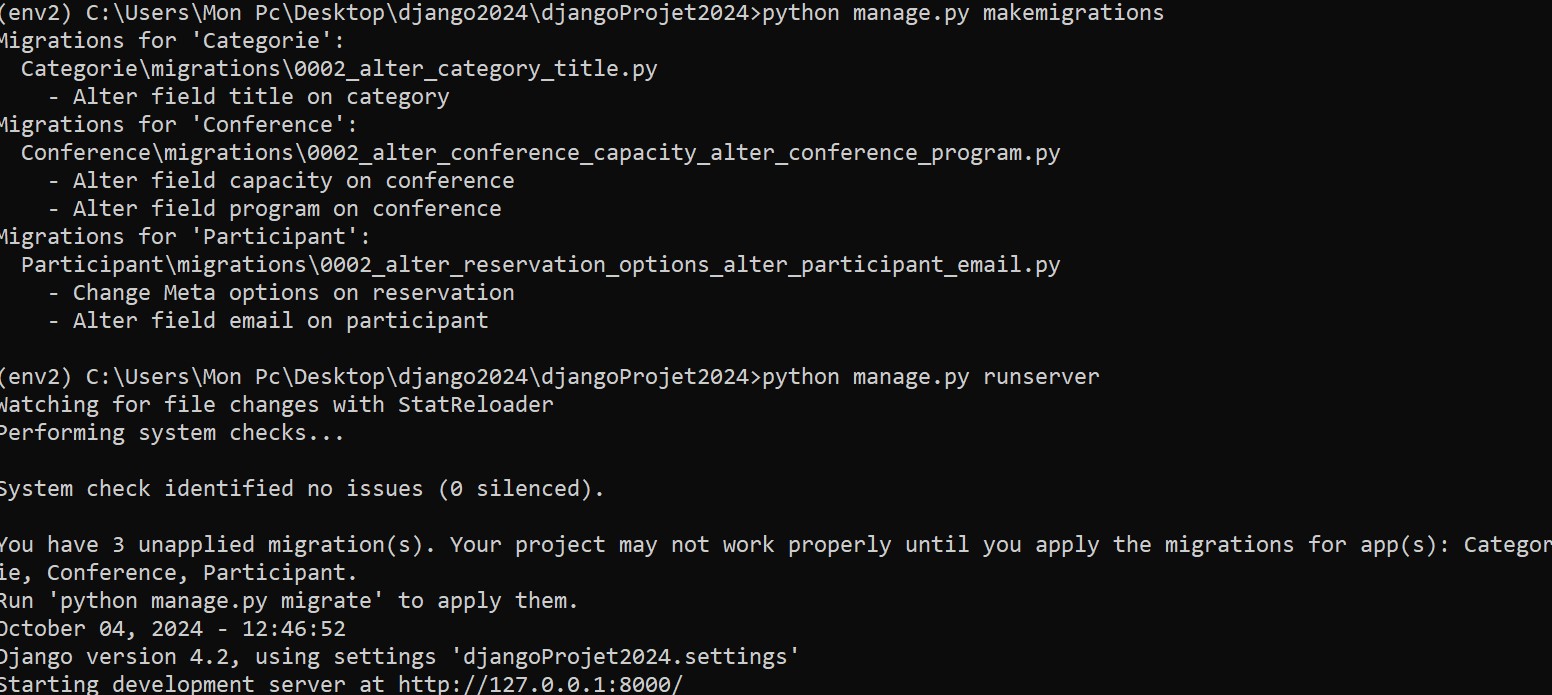 (env2) C:\Users\Mon Pc\Desktop\django2024\djangoProjet2024>python manage.py makemigrations
Migrations for 'Categorie':
  Categorie\migrations\0002_alter_category_title.py
    - Alter field title on category
Migrations for 'Conference':
  Conference\migrations\0002_alter_conference_capacity_alter_conference_program.py
    - Alter field capacity on conference
    - Alter field program on conference
Migrations for 'Participant':
  Participant\migrations\0002_alter_reservation_options_alter_participant_email.py
    - Change Meta options on reservation
    - Alter field email on participant

(env2) C:\Users\Mon Pc\Desktop\django2024\djangoProjet2024>python manage.py runserver
Watching for file changes with StatReloader
Performing system checks...

System check identified no issues (0 silenced).

You have 3 unapplied migration(s). Your project may not work properly until you apply the migrations for app(s): Categor
ie, Conference, Participant.
Run 'python manage.py migrate' to apply them.
October 04, 2024 - 12:46:52
Django version 4.2, using settings 'djangoProjet2024.settings'
Starting development server at http://127.0.0.1:8000/